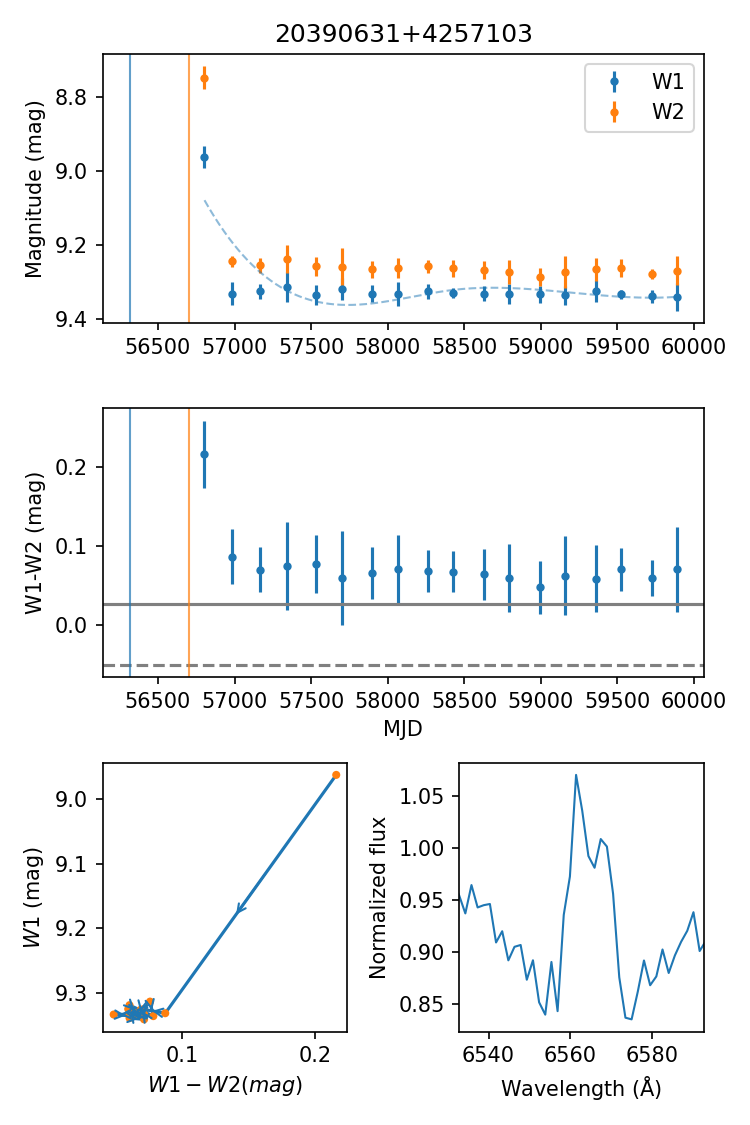 20390631+4257103
Magnitude (mag)
8.8
9.0
9.2
9.4
W1
W2
56500 57000 57500 58000 58500 59000 59500 60000
W1-W2 (mag)
0.2
0.1
0.0
56500 57000 57500 58000 58500 59000 59500 60000
MJD
W1 (mag)
9.0
9.1
9.2
9.3
0.1 0.2
W1 − W2(mag)
Normalized flux
1.05
1.00
0.95
0.90
0.85
6540 6560 6580
Wavelength (Å)